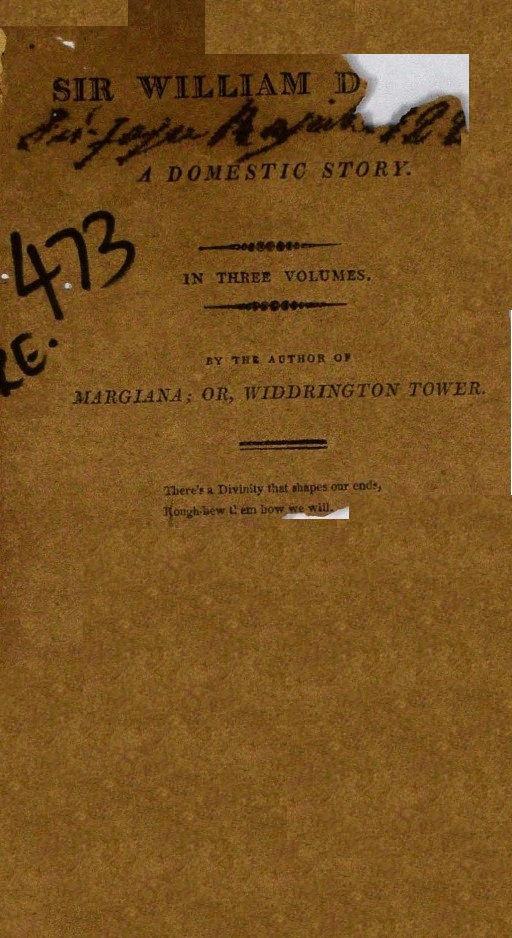 SIR WILLIAM D
A DOMESTIC STORY.
473
IN THREE VOLUMES.
RE.
BY THE AUTHOR OF
MARGIANA; OR, WIDDRINGTON TOWER.
There's a Divinity that shapes our ends,
Rough-hew them how we will.